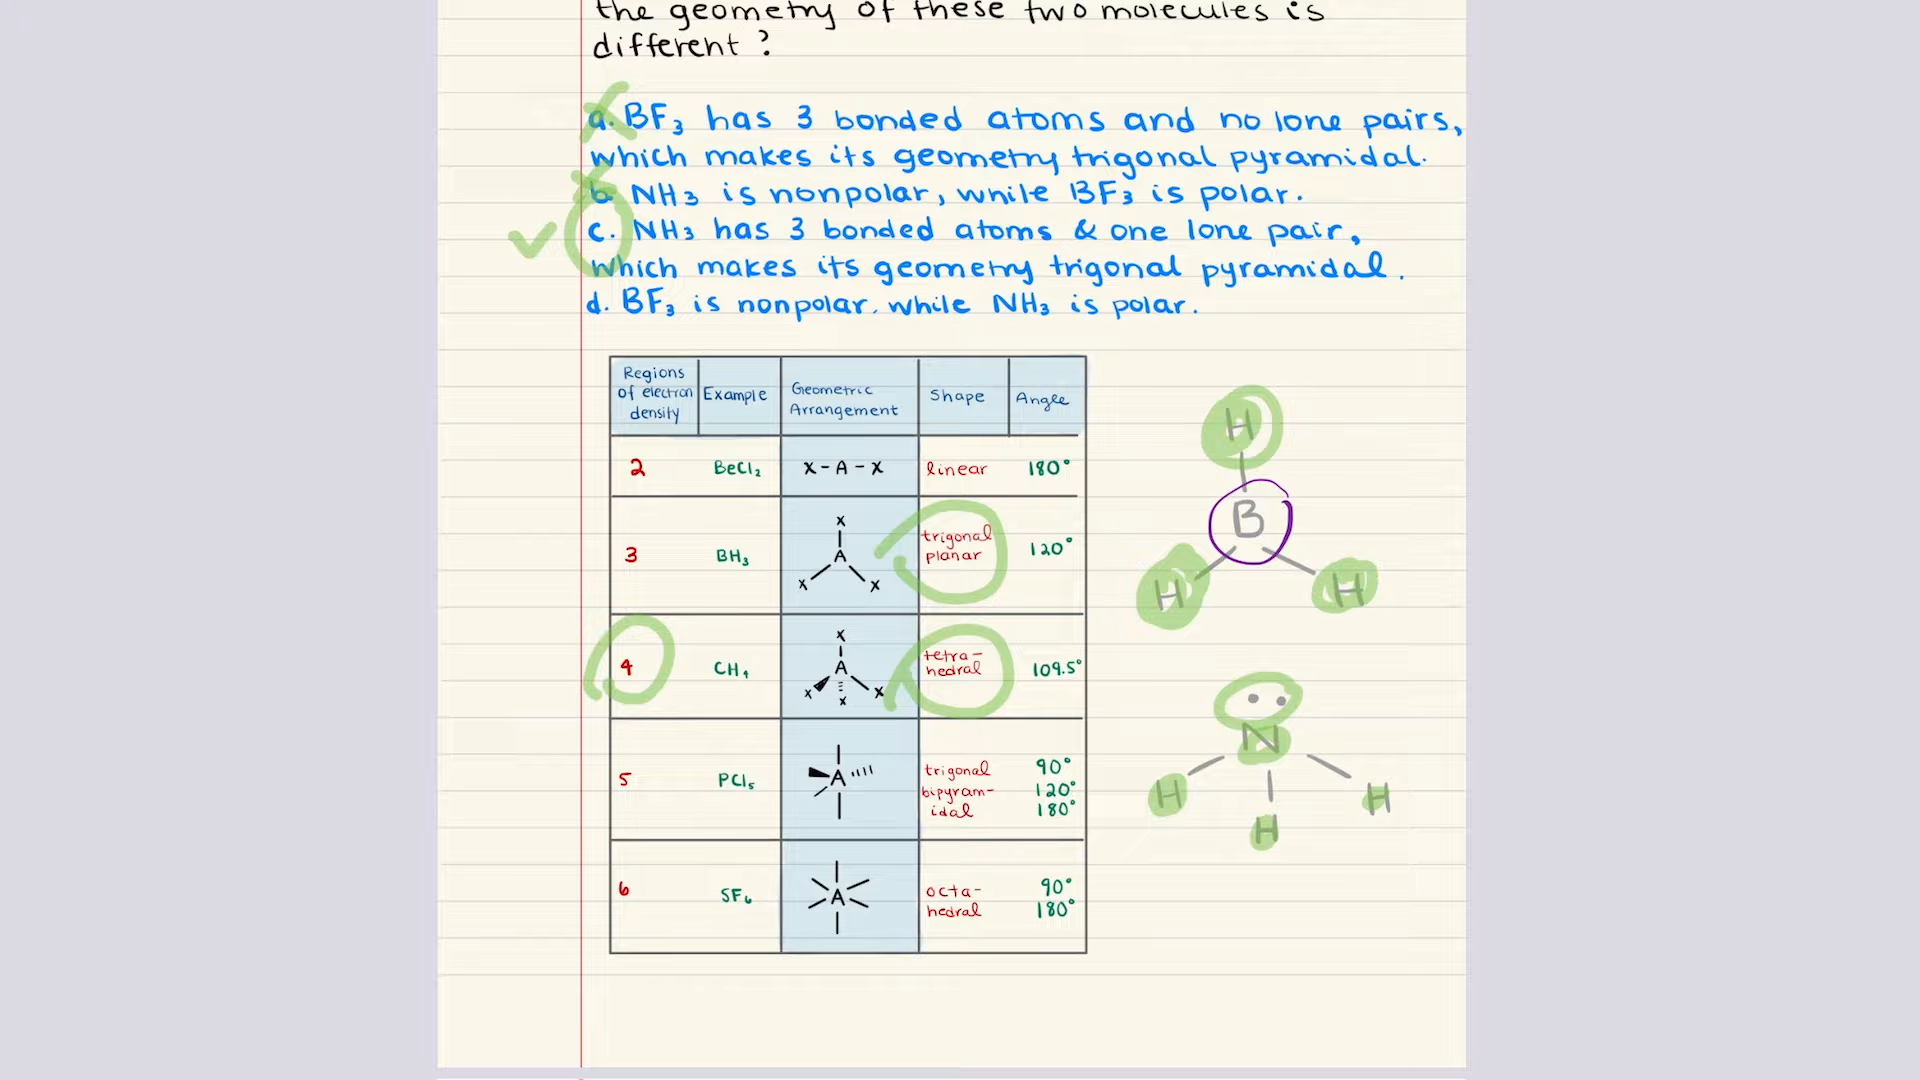 the geometry of these two molecules is
different?
a. BF₃ has 3 bonded atoms and no lone pairs,
which makes its geometry trigonal pyramidal.
b. NH₃ is nonpolar, while BF₃ is polar.
c. NH₃ has 3 bonded atoms & one lone pair,
which makes its geometry trigonal pyramidal.
d. BF₃ is nonpolar, while NH₃ is polar.
Regions of electron density
Example
Geometric Arrangement
Shape
Angle
2
BeCl₂
X - A - X
linear
180°
3
BH₃
X
A
X X
trigonal
planar
120°
4
CH₄
X
A
X X X
tetra-
hedral
109.5°
5
PCl₅
A
trigonal
bipyram-
idal
90°
120°
180°
6
SF₆
A
octa-
hedral
90°
180°
H
B
H H
N
H H H